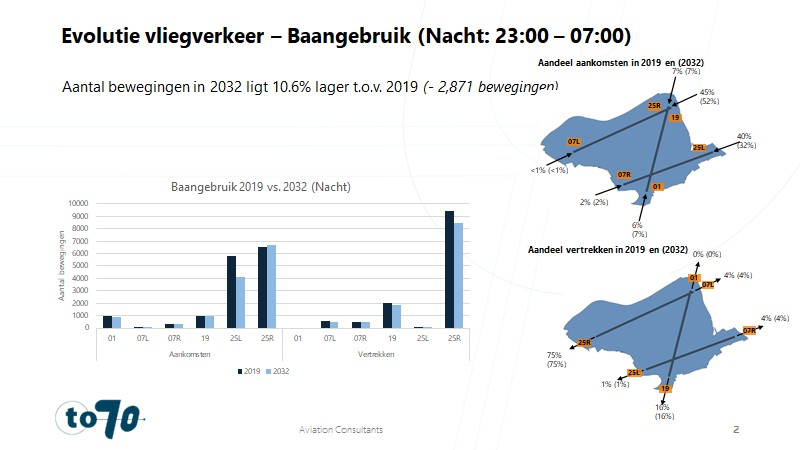 Evolutie vliegverkeer – Baangebruik (Nacht: 23:00 – 07:00)
Aantal bewegingen in 2032 ligt 10.6% lager t.o.v. 2019 (- 2,871 bewegingen)
Aandeel aankomsten in 2019 en (2032)
7% (7%)
45%
(52%)
25R
19
07L
40%
(32%)
25L
<1% (<1%)
07R
01
2% (2%)
6%
(7%)
Baangebruik 2019 vs. 2032 (Nacht)
Aantal bewegingen
10000
9000
8000
7000
6000
5000
4000
3000
2000
1000
0
01 07L 07R 19 25L 25R 01 07L 07R 19 25L 25R
Aankomsten Vertrekken
2019 2032
Aandeel vertrekken in 2019 en (2032)
0% (0%)
01
4% (4%)
07L
4% (4%)
07R
25R
75%
(75%)
25L
1% (1%)
19
16%
(16%)
to70
Aviation Consultants
2